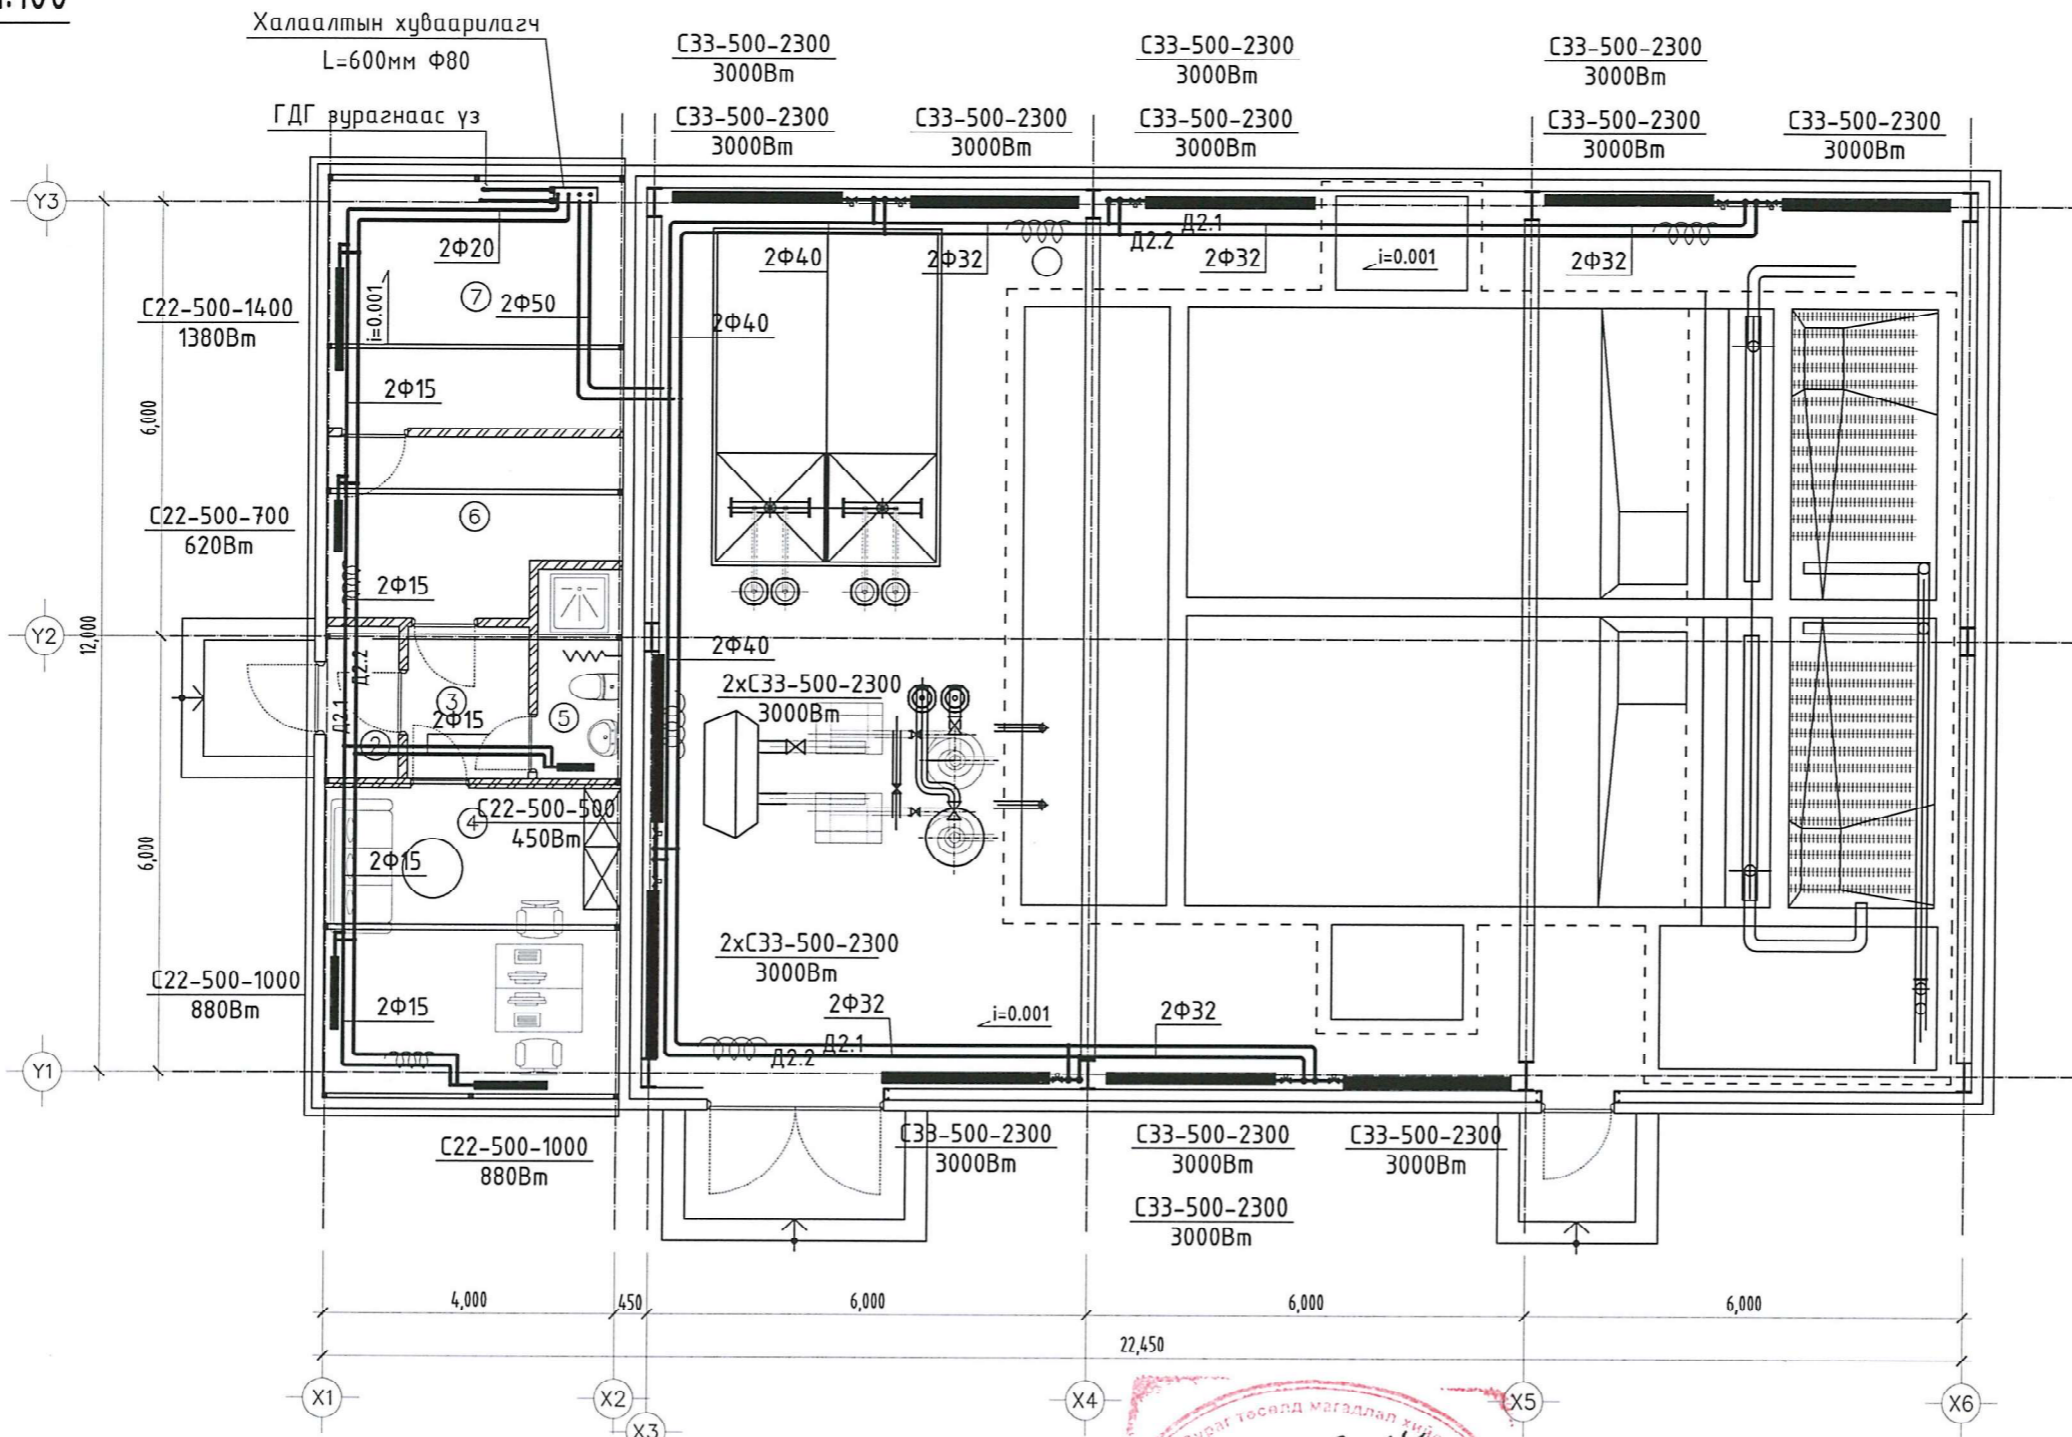 Халаалтын хуваарилагч
L=600мм Ф80
ГДГ зурагнаас үз
С33-500-2300
3000Вт
С33-500-2300
3000Вт
С33-500-2300
3000Вт
С33-500-2300
3000Вт
С33-500-2300
3000Вт
С33-500-2300
3000Вт
С33-500-2300
3000Вт
С33-500-2300
3000Вт
Y3
2Ф20
7
2Ф50
i=0.001
С22-500-1400
1380Вт
2Ф15
2Ф40
2Ф32
Д2.2
Д2.1
2Ф32
i=0.001
2Ф32
2Ф40
6,000
С22-500-700
620Вт
6
2Ф15
Y2
12,000
2Ф40
Д2.2
Д2.1
3
2Ф15
2
5
2хС33-500-2300
3000Вт
4
С22-500-500
450Вт
6,000
2Ф15
2хС33-500-2300
3000Вт
С22-500-1000
880Вт
2Ф15
2Ф32
i=0.001
2Ф32
Д2.1
Д2.2
Y1
С22-500-1000
880Вт
С33-500-2300
3000Вт
С33-500-2300
3000Вт
С33-500-2300
3000Вт
С33-500-2300
3000Вт
4,000
450
6,000
6,000
6,000
22,450
X1
X2
X3
X4
X5
X6
төсөлд магадлал